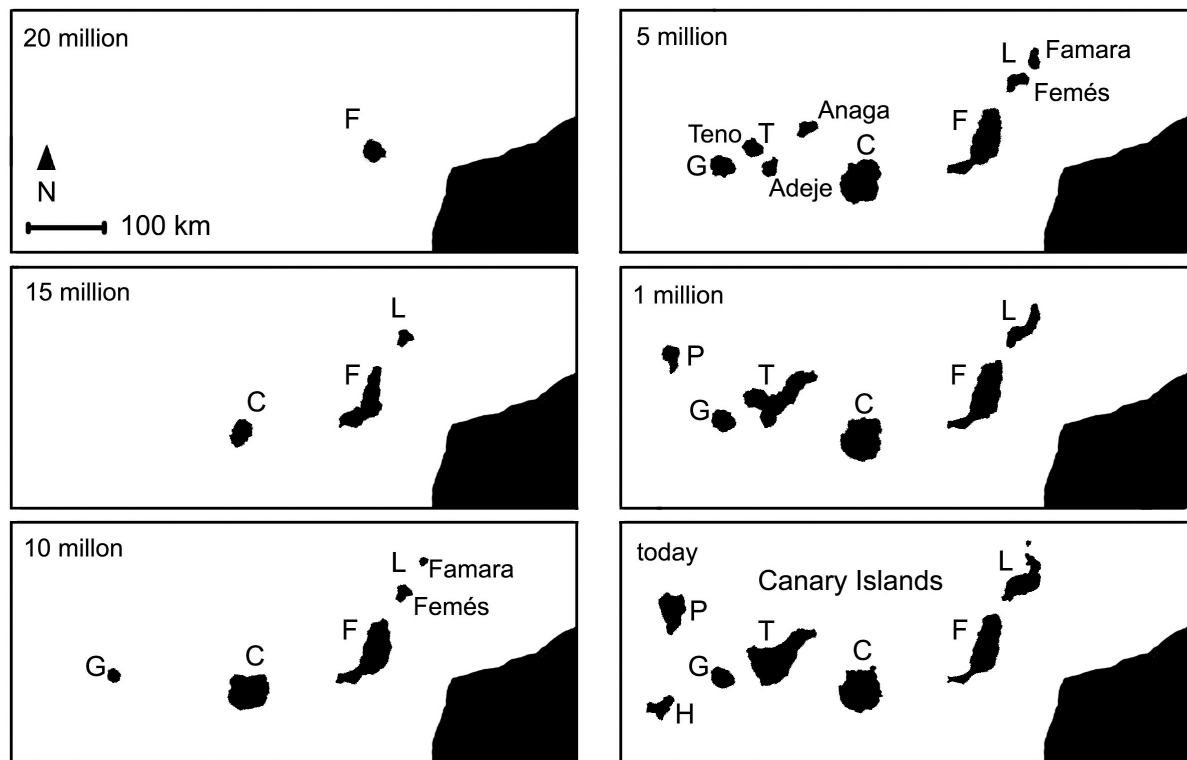 20 million
F
N
100 km
15 million
L
F
C
10 millon
L
Famara
Femés
F
C
G
5 million
L
Famara
Femés
Anaga
F
Teno
T
C
G
Adeje
1 million
L
P
T
F
G
C
today
L
Canary Islands
P
T
F
C
G
H